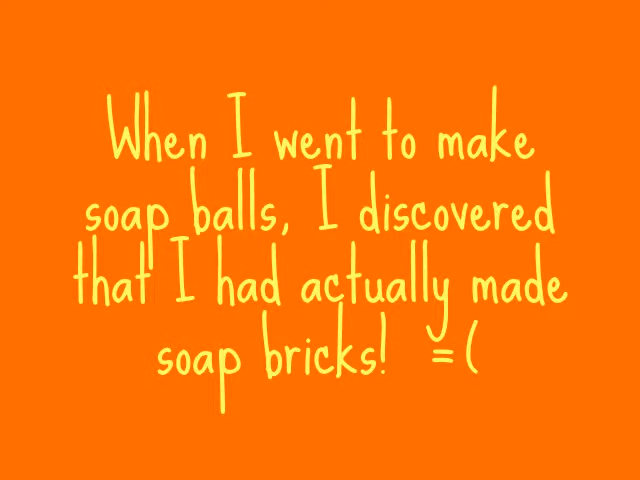 When I went to make
soap balls, I discovered
that I had actually made
soap bricks!  =(